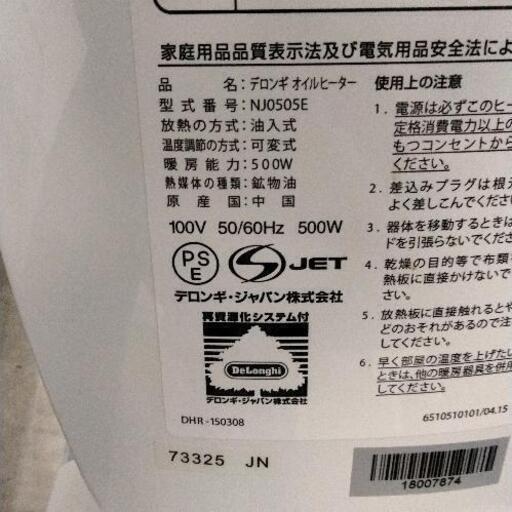 家庭用品品質表示法及び電気用品安全法によ
品 名：デロンギ オイルヒーター
型式番号：NJ0505E
放熱の方式：油入式
温度調節の方式：可変式
暖房能力：500W
熱媒体の種類：鉱物油
原産国：中国
100V 50/60Hz 500W
PSE
S JET
デロンギ・ジャパン株式会社
再資源化システム付
DeLonghi
デロンギ・ジャパン株式会社
DHR -150308
73325 JN
使用上の注意
1．電源は必ずこのヒー
定格消費電力以上の
もつコンセントから
ください。
2．差込みプラグは根元
よく差しこんでください
3．器体を移動するときは
ドを引張らないでくださ
4．乾燥の目的等で布類
熱板に直接かけないで
さい。
5．放熱板に直接触れるとや
どのおそれがあるので注
してください。
6．早く部屋の温度を上げたい
ときは、他の暖房器具を併用
してください。
6510510101/04.15
18007874